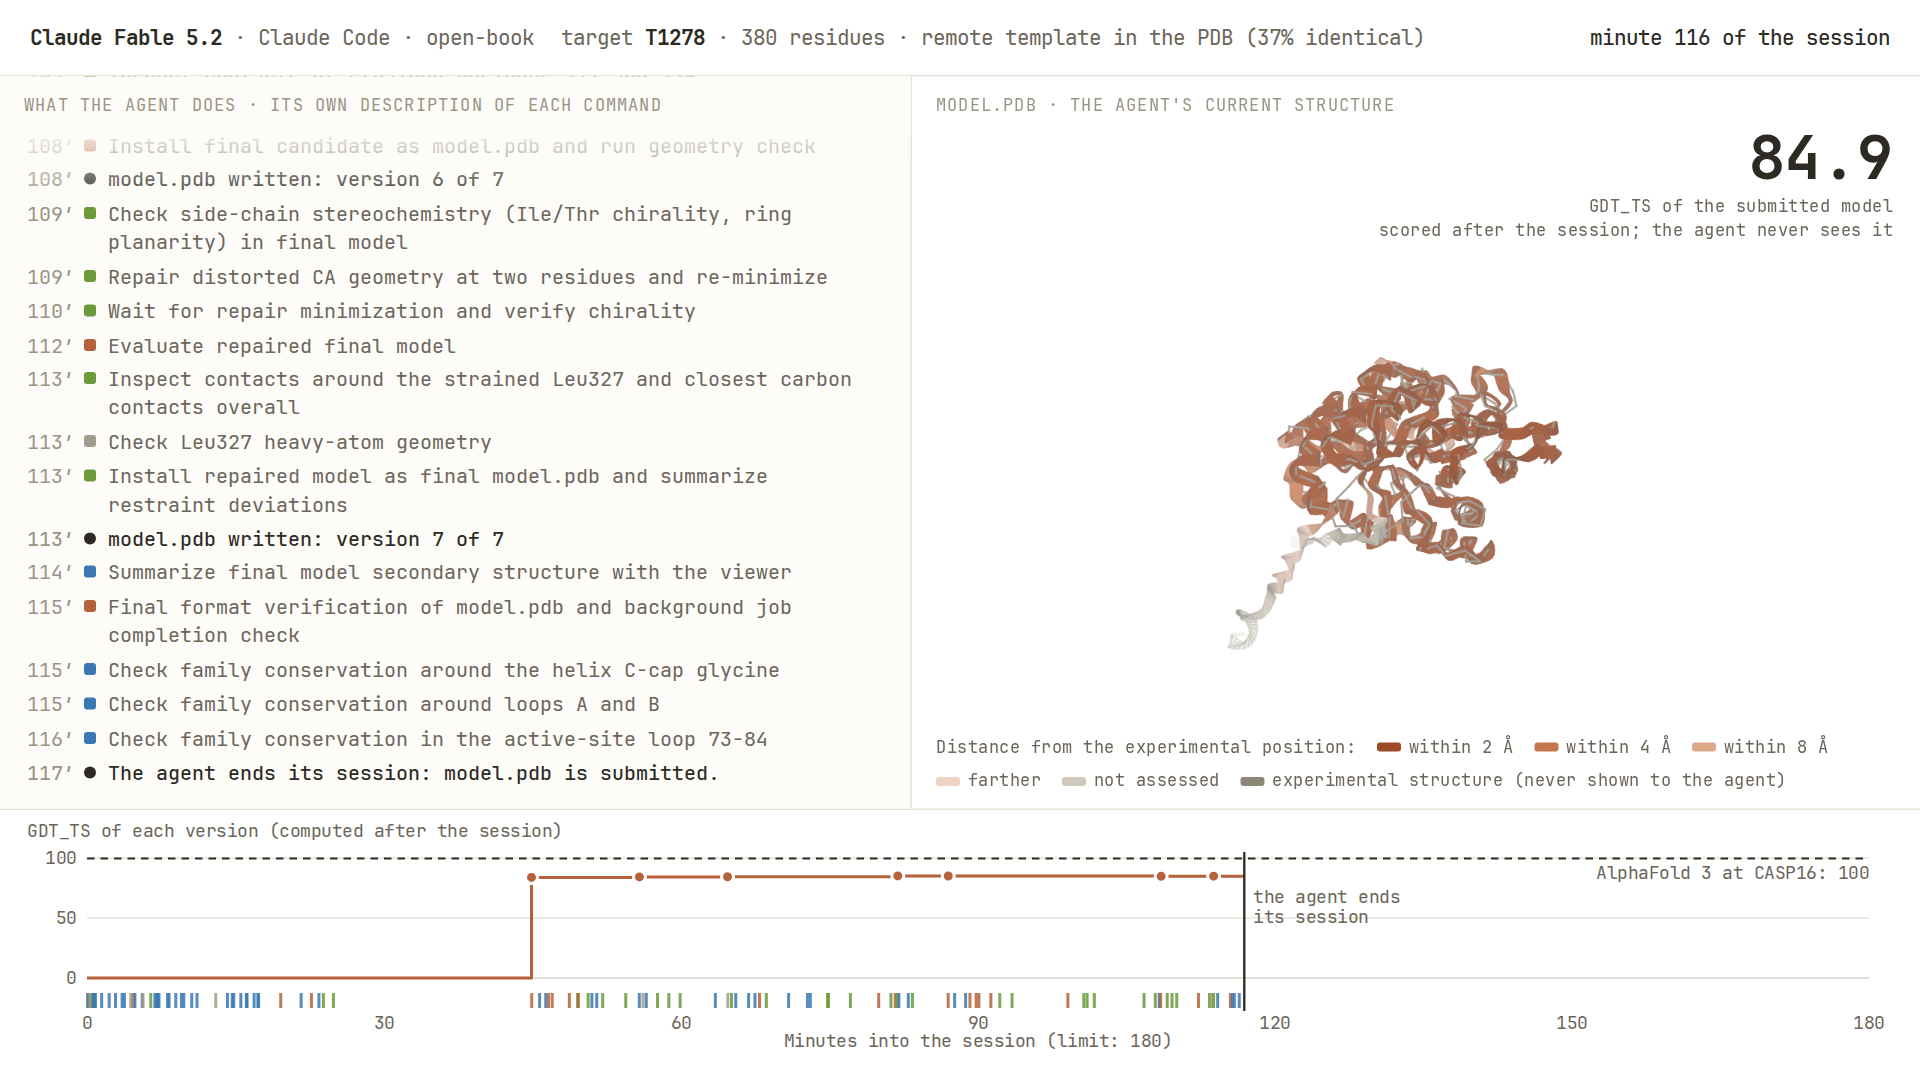 Claude Fable 5.2 · Claude Code · open-book target T1278 · 380 residues · remote template in the PDB (37% identical) minute 116 of the session
WHAT THE AGENT DOES · ITS OWN DESCRIPTION OF EACH COMMAND
108′ Install final candidate as model.pdb and run geometry check
108′ model.pdb written: version 6 of 7
109′ Check side-chain stereochemistry (Ile/Thr chirality, ring
planarity) in final model
109′ Repair distorted CA geometry at two residues and re-minimize
110′ Wait for repair minimization and verify chirality
112′ Evaluate repaired final model
113′ Inspect contacts around the strained Leu327 and closest carbon
contacts overall
113′ Check Leu327 heavy-atom geometry
113′ Install repaired model as final model.pdb and summarize
restraint deviations
113′ model.pdb written: version 7 of 7
114′ Summarize final model secondary structure with the viewer
115′ Final format verification of model.pdb and background job
completion check
115′ Check family conservation around the helix C-cap glycine
115′ Check family conservation around loops A and B
116′ Check family conservation in the active-site loop 73-84
117′ The agent ends its session: model.pdb is submitted.
MODEL.PDB · THE AGENT'S CURRENT STRUCTURE
84.9
GDT_TS of the submitted model
scored after the session; the agent never sees it
Distance from the experimental position: within 2 Å within 4 Å within 8 Å
farther not assessed experimental structure (never shown to the agent)
GDT_TS of each version (computed after the session)
100
AlphaFold 3 at CASP16: 100
the agent ends
its session
50
0
0 30 60 90 120 150 180
Minutes into the session (limit: 180)